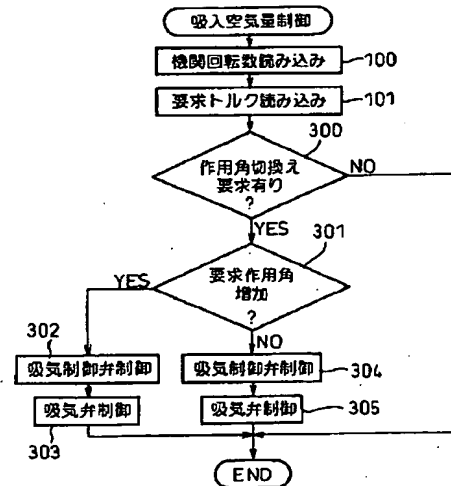 吸入空気量制御
機関回転数読み込み
100
要求トルク読み込み
101
300
作用角切換え
要求有り
?
NO
YES
301
要求作用角
増加
?
YES
NO
302
吸気制御弁制御
吸気制御弁制御
304
吸気弁制御
303
吸気弁制御
305
END